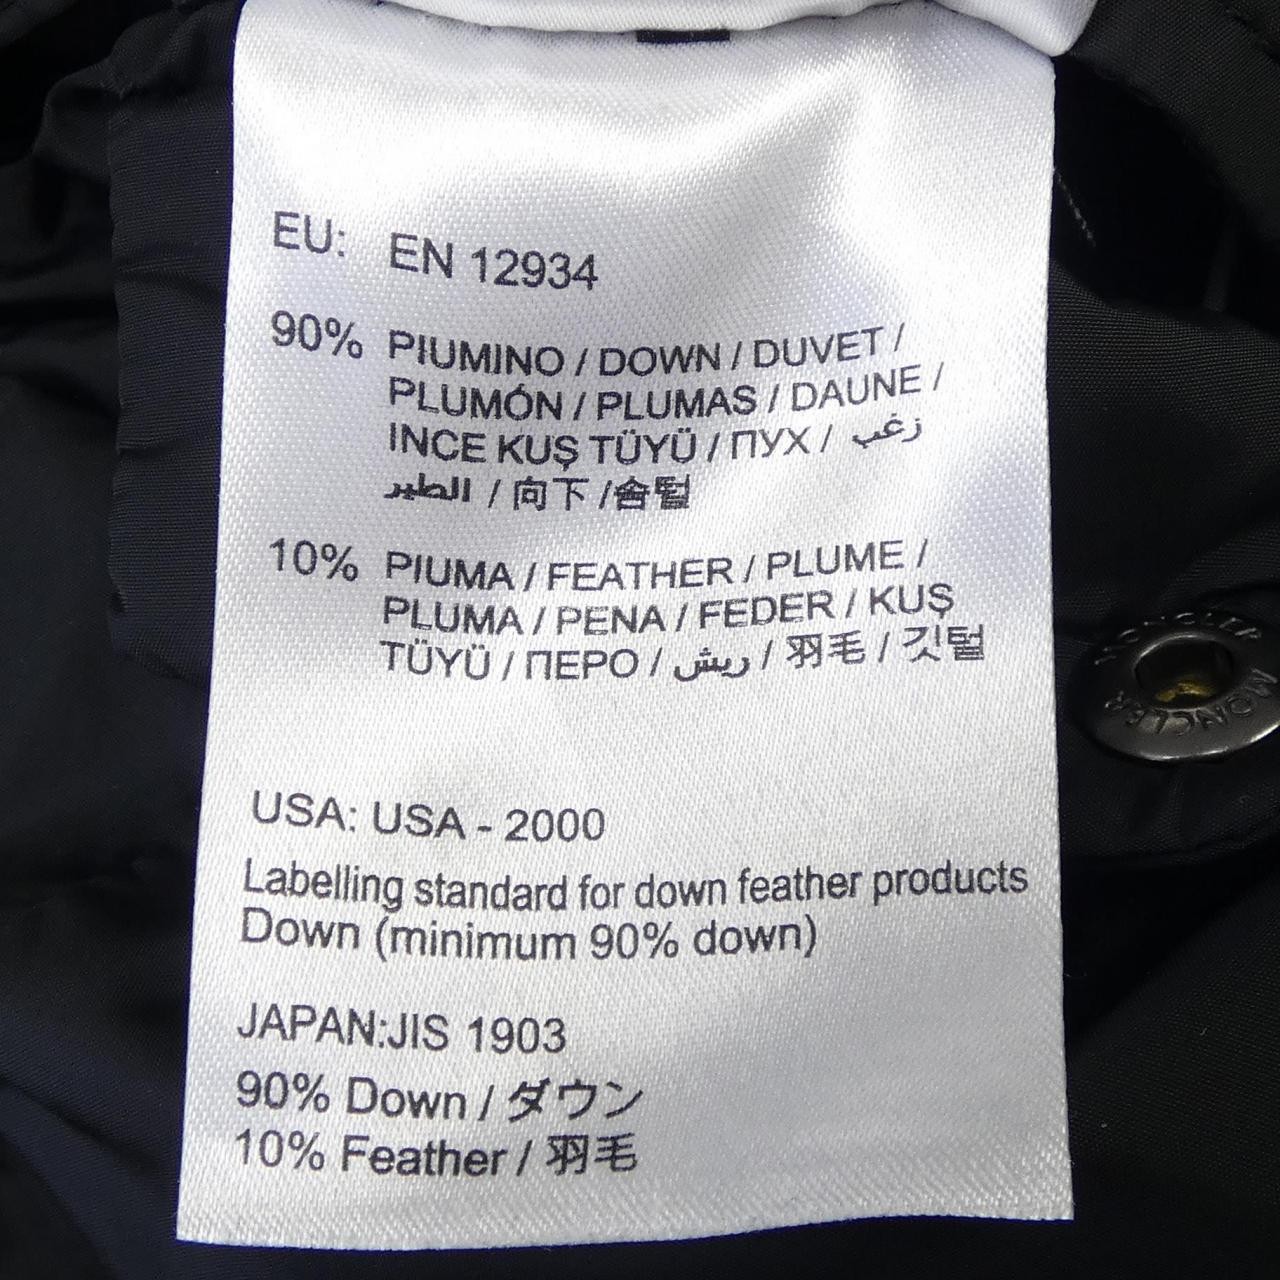 EU: EN 12934
90% PIUMINO / DOWN / DUVET /
PLUMÓN / PLUMAS / DAUNE /
INCE KUŞ TÜYÜ / ПУХ / زغب
الطير / 向下 /솜털
10% PIUMA / FEATHER / PLUME /
PLUMA / PENA / FEDER / KUŞ
TÜYÜ / ПЕРО / ريش / 羽毛 / 깃털
USA: USA - 2000
Labelling standard for down feather products
Down (minimum 90% down)
JAPAN:JIS 1903
90% Down / ダウン
10% Feather / 羽毛
MONCLER
MONCLER